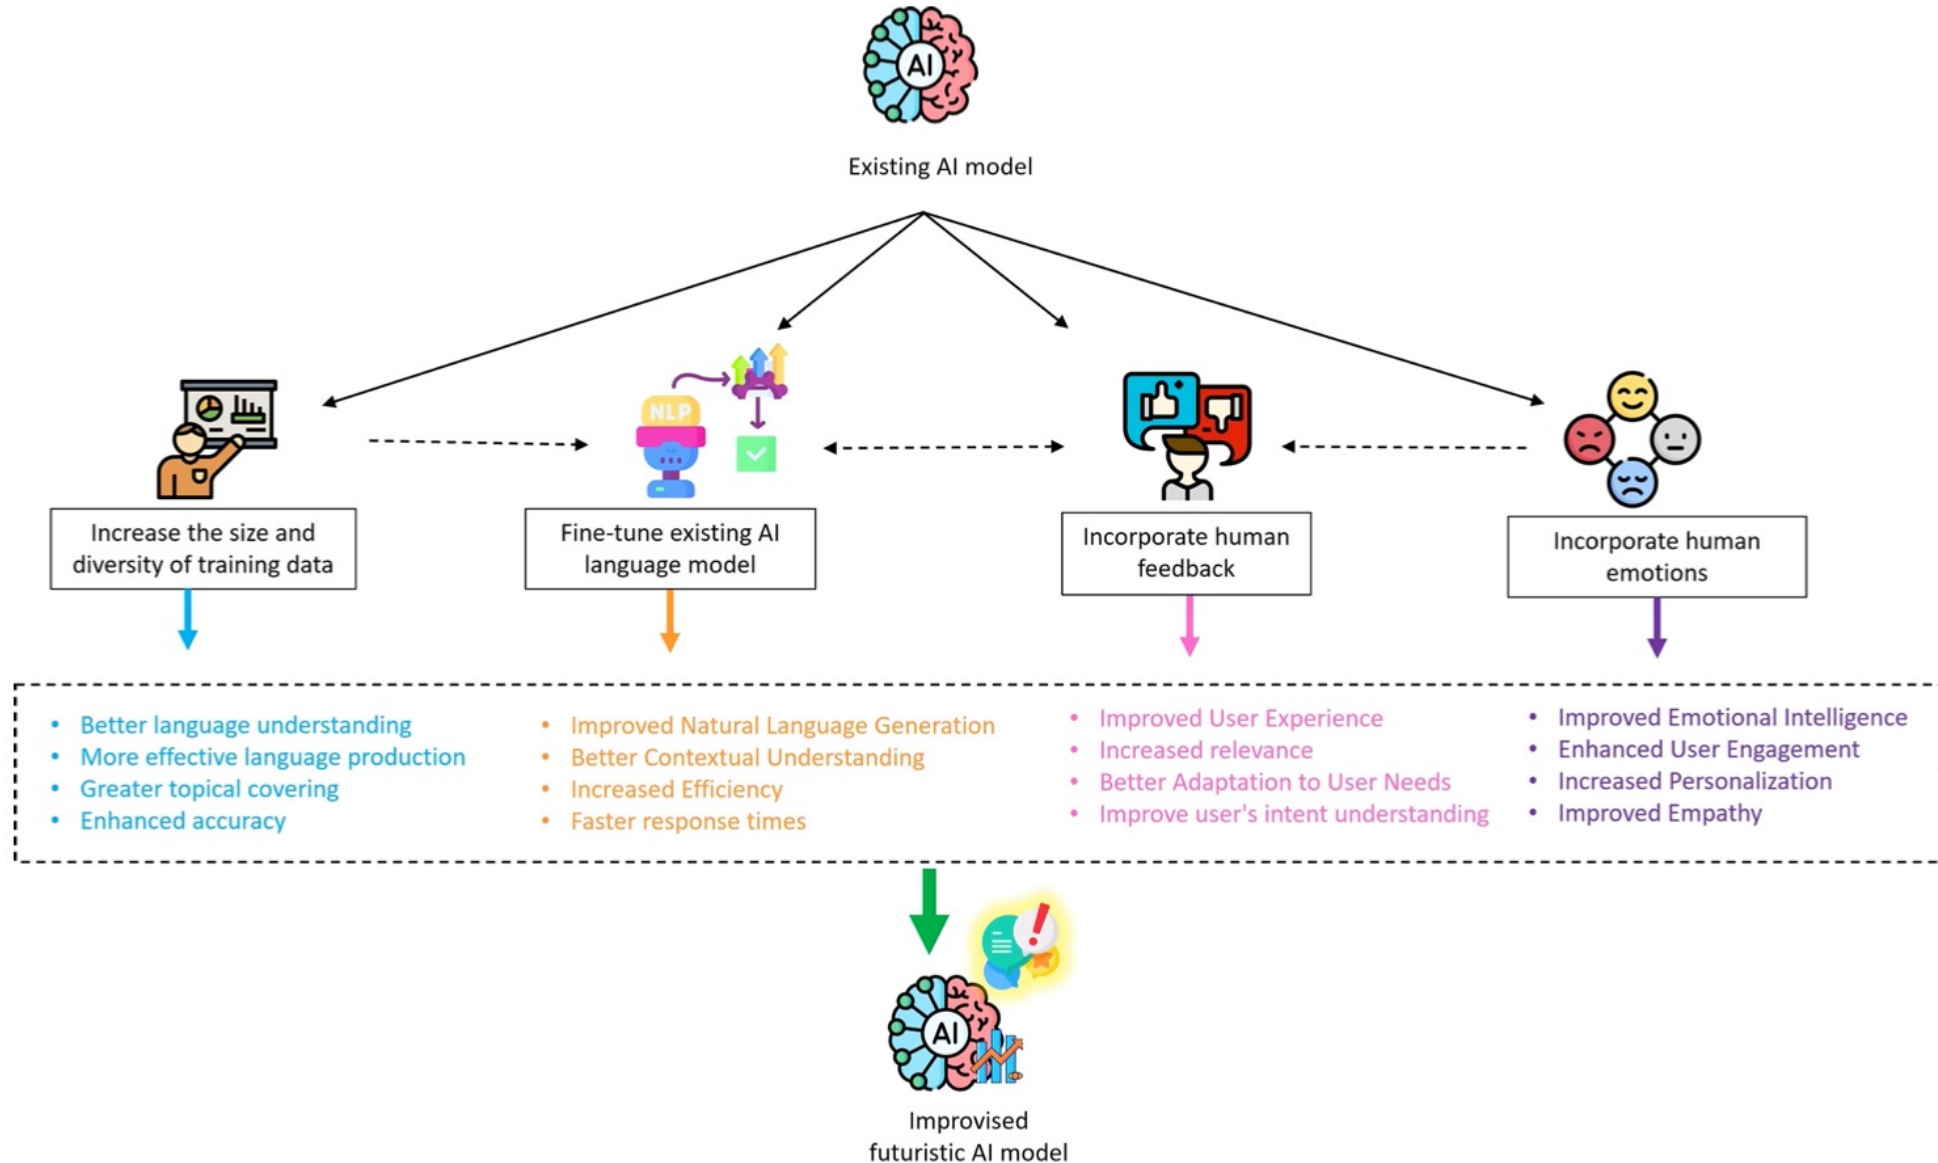 AI
Existing AI model
NLP
Increase the size and
diversity of training data
Fine-tune existing AI
language model
Incorporate human
feedback
Incorporate human
emotions
• Better language understanding
• More effective language production
• Greater topical covering
• Enhanced accuracy
• Improved Natural Language Generation
• Better Contextual Understanding
• Increased Efficiency
• Faster response times
• Improved User Experience
• Increased relevance
• Better Adaptation to User Needs
• Improve user's intent understanding
• Improved Emotional Intelligence
• Enhanced User Engagement
• Increased Personalization
• Improved Empathy
!
AI
Improvised
futuristic AI model